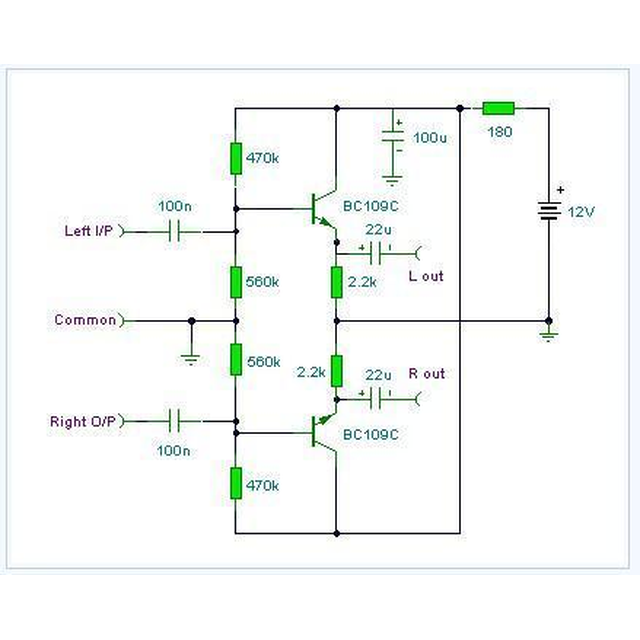 100u
180
470k
100n
BC109C
12V
Left I/P
22u
L out
560k
2.2k
Common
560k
2.2k
22u
R out
Right O/P
BC109C
100n
470k